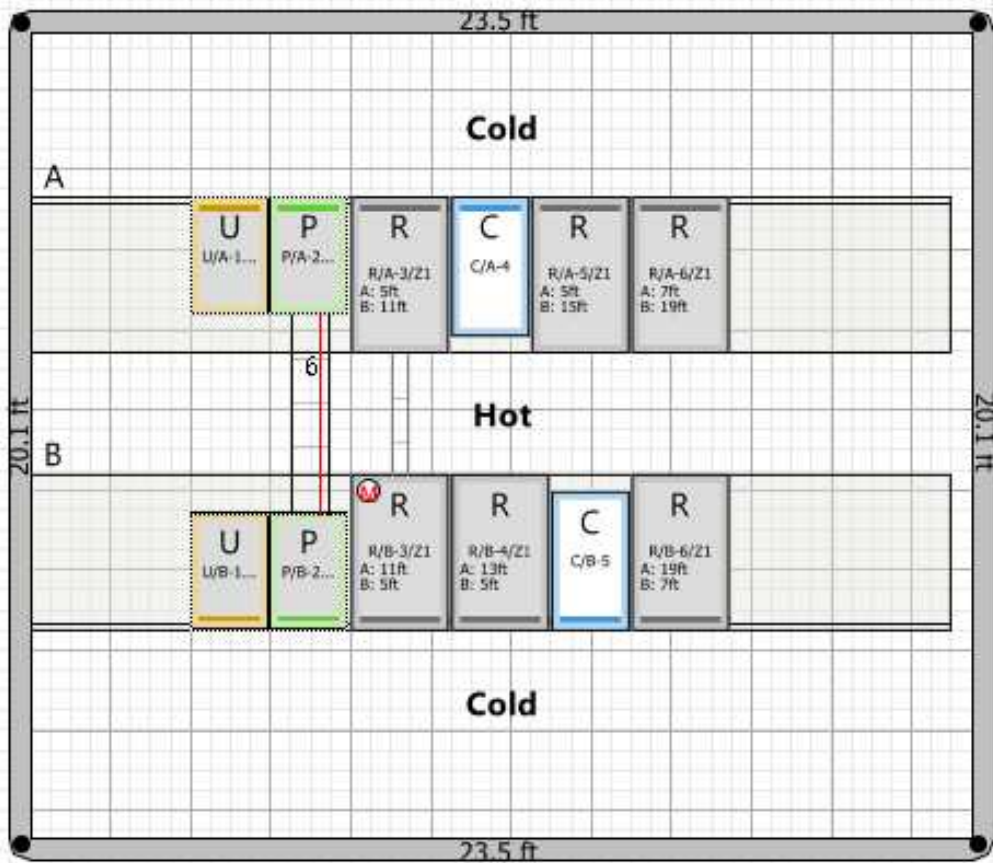 23.5 ft
Cold
A
U
U/A-1...
P
P/A-2...
R
R/A-3/Z1
A: 5ft
B: 11ft
C
C/A-4
R
R/A-5/Z1
A: 5ft
B: 15ft
R
R/A-6/Z1
A: 7ft
B: 19ft
6
Hot
20.1 ft
20.1 ft
B
U
U/B-1...
P
P/B-2...
M
R
R/B-3/Z1
A: 11ft
B: 5ft
R
R/B-4/Z1
A: 13ft
B: 5ft
C
C/B-5
R
R/B-6/Z1
A: 19ft
B: 7ft
Cold
23.5 ft